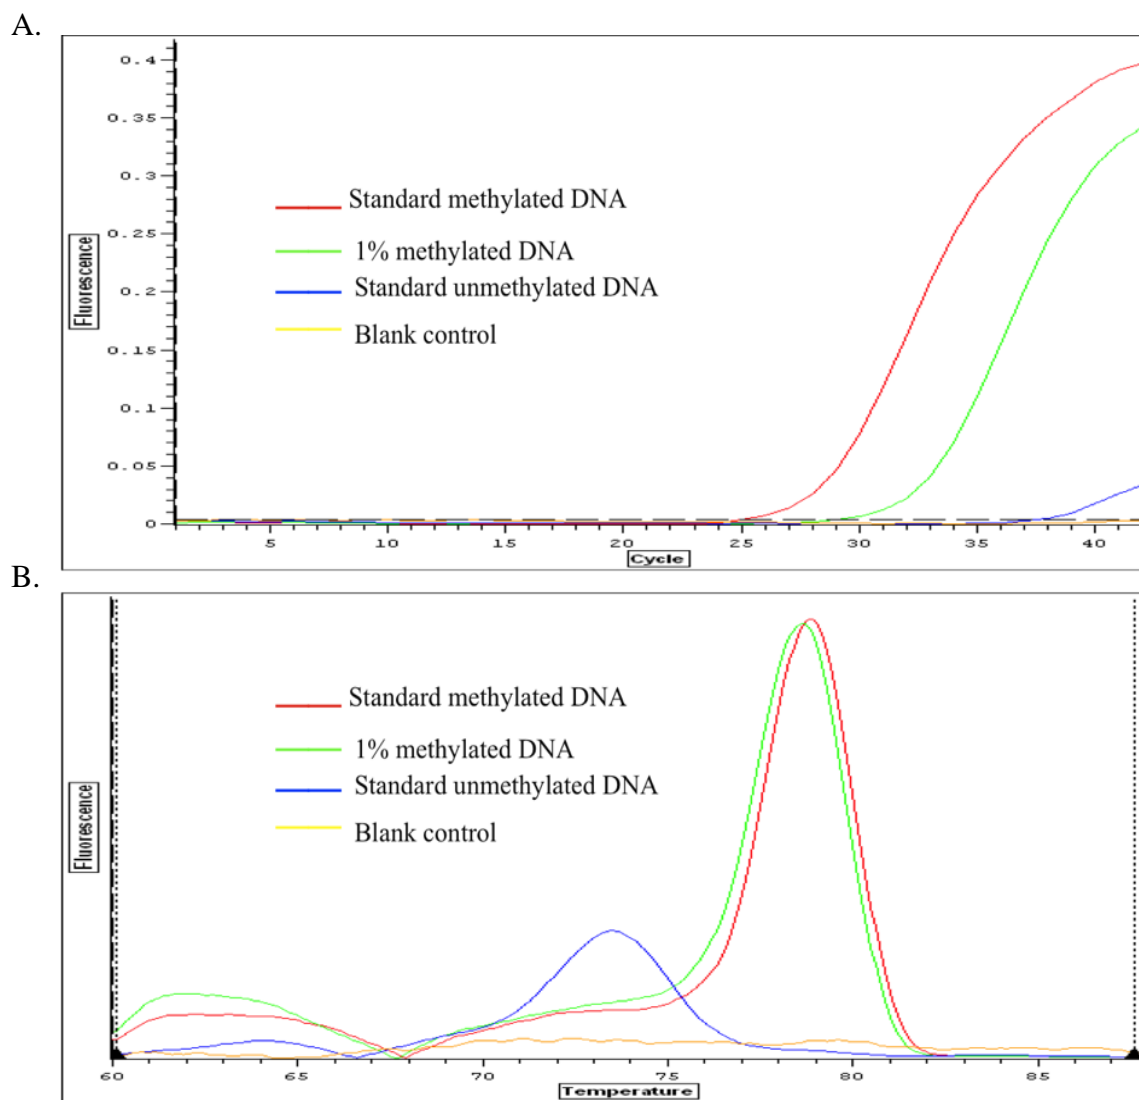 A.
0.4
0.35
0.3
0.25
0.2
0.15
0.1
0.05
0
Fluorescence
Standard methylated DNA
1% methylated DNA
Standard unmethylated DNA
Blank control
5 10 15 20 25 30 35 40
Cycle
B.
Fluorescence
Standard methylated DNA
1% methylated DNA
Standard unmethylated DNA
Blank control
60 65 70 75 80 85
Temperature